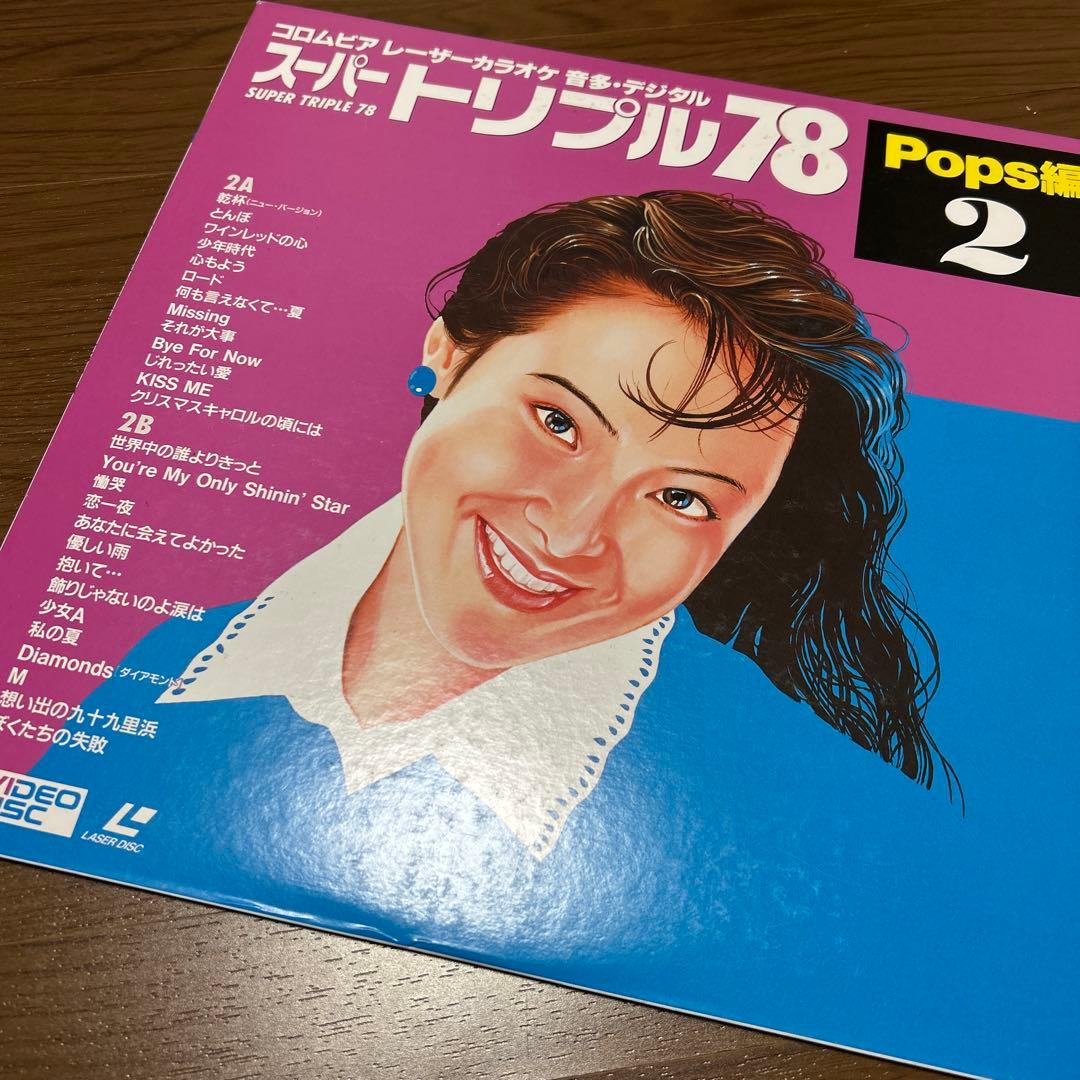 コロムビア レーザーカラオケ 音多・デジタル
スーパー トリプル78
SUPER TRIPLE 78
Pops編
2
2A
乾杯(ニュー・バージョン)
とんぼ
ワインレッドの心
少年時代
心もよう
ロード
何も言えなくて…夏
Missing
それが大事
Bye For Now
じれったい愛
KISS ME
クリスマスキャロルの頃には
2B
世界中の誰よりきっと
You're My Only Shinin' Star
慟哭
恋一夜
あなたに会えてよかった
優しい雨
抱いて…
飾りじゃないのよ涙は
少女A
私の夏
Diamonds(ダイアモンド)
M
想い出の九十九里浜
ぼくたちの失敗
VIDEO
DISC
LASER DISC